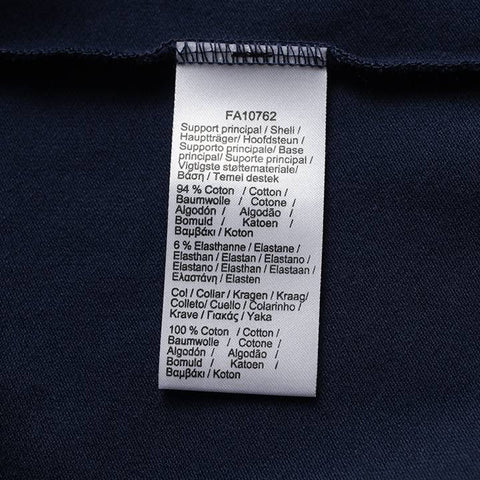 FA10762
Support principal / Shell /
Hauptträger/ Hoofdsteun/
Supporto principale/ Base
principal/ Suporte principal /
Vigtigste støttemateriale/
Βάση / Temel destek
94 % Coton / Cotton /
Baumwolle / Cotone /
Algodón / Algodão /
Bomuld / Katoen /
Βαμβάκι / Koton
6 % Elasthanne / Elastane /
Elasthan / Elastan / Elastano
Elastano / Elasthan / Elastaan /
Ελαστάνη / Elasten
Col / Collar / Kragen / Kraag/
Colletto/ Cuello / Colarinho /
Krave / Γιακάς / Yaka
100 % Coton / Cotton /
Baumwolle / Cotone /
Algodón / Algodão /
Bomuld / Katoen /
Βαμβάκι / Koton